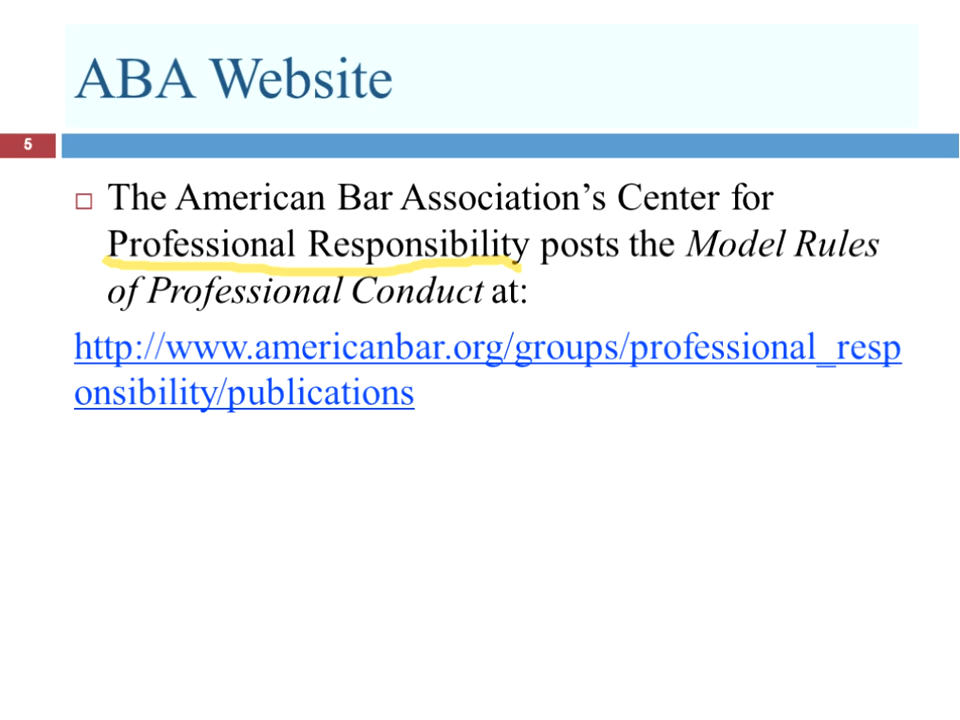 ABA Website
5
The American Bar Association’s Center for
Professional Responsibility posts the Model Rules
of Professional Conduct at:
http://www.americanbar.org/groups/professional_resp
onsibility/publications